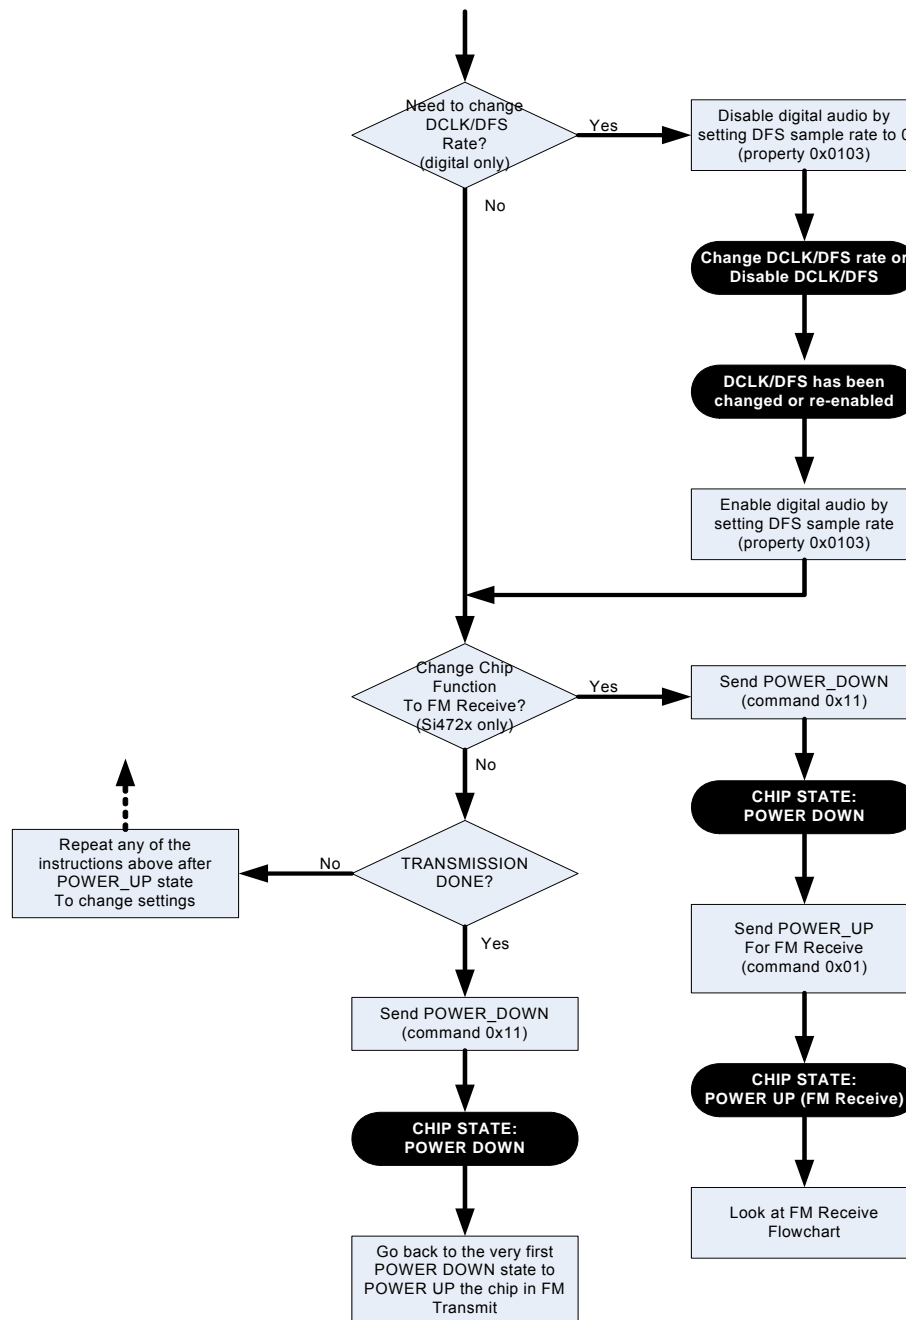 Need to change
DCLK/DFS
Rate?
(digital only)
Yes
No
Disable digital audio by
setting DFS sample rate to 0
(property 0x0103)
Change DCLK/DFS rate or
Disable DCLK/DFS
DCLK/DFS has been
changed or re-enabled
Enable digital audio by
setting DFS sample rate
(property 0x0103)
Change Chip
Function
To FM Receive?
(Si472x only)
Yes
No
Send POWER_DOWN
(command 0x11)
CHIP STATE:
POWER DOWN
Send POWER_UP
For FM Receive
(command 0x01)
CHIP STATE:
POWER UP (FM Receive)
Look at FM Receive
Flowchart
TRANSMISSION
DONE?
No
Repeat any of the
instructions above after
POWER_UP state
To change settings
Yes
Send POWER_DOWN
(command 0x11)
CHIP STATE:
POWER DOWN
Go back to the very first
POWER DOWN state to
POWER UP the chip in FM
Transmit